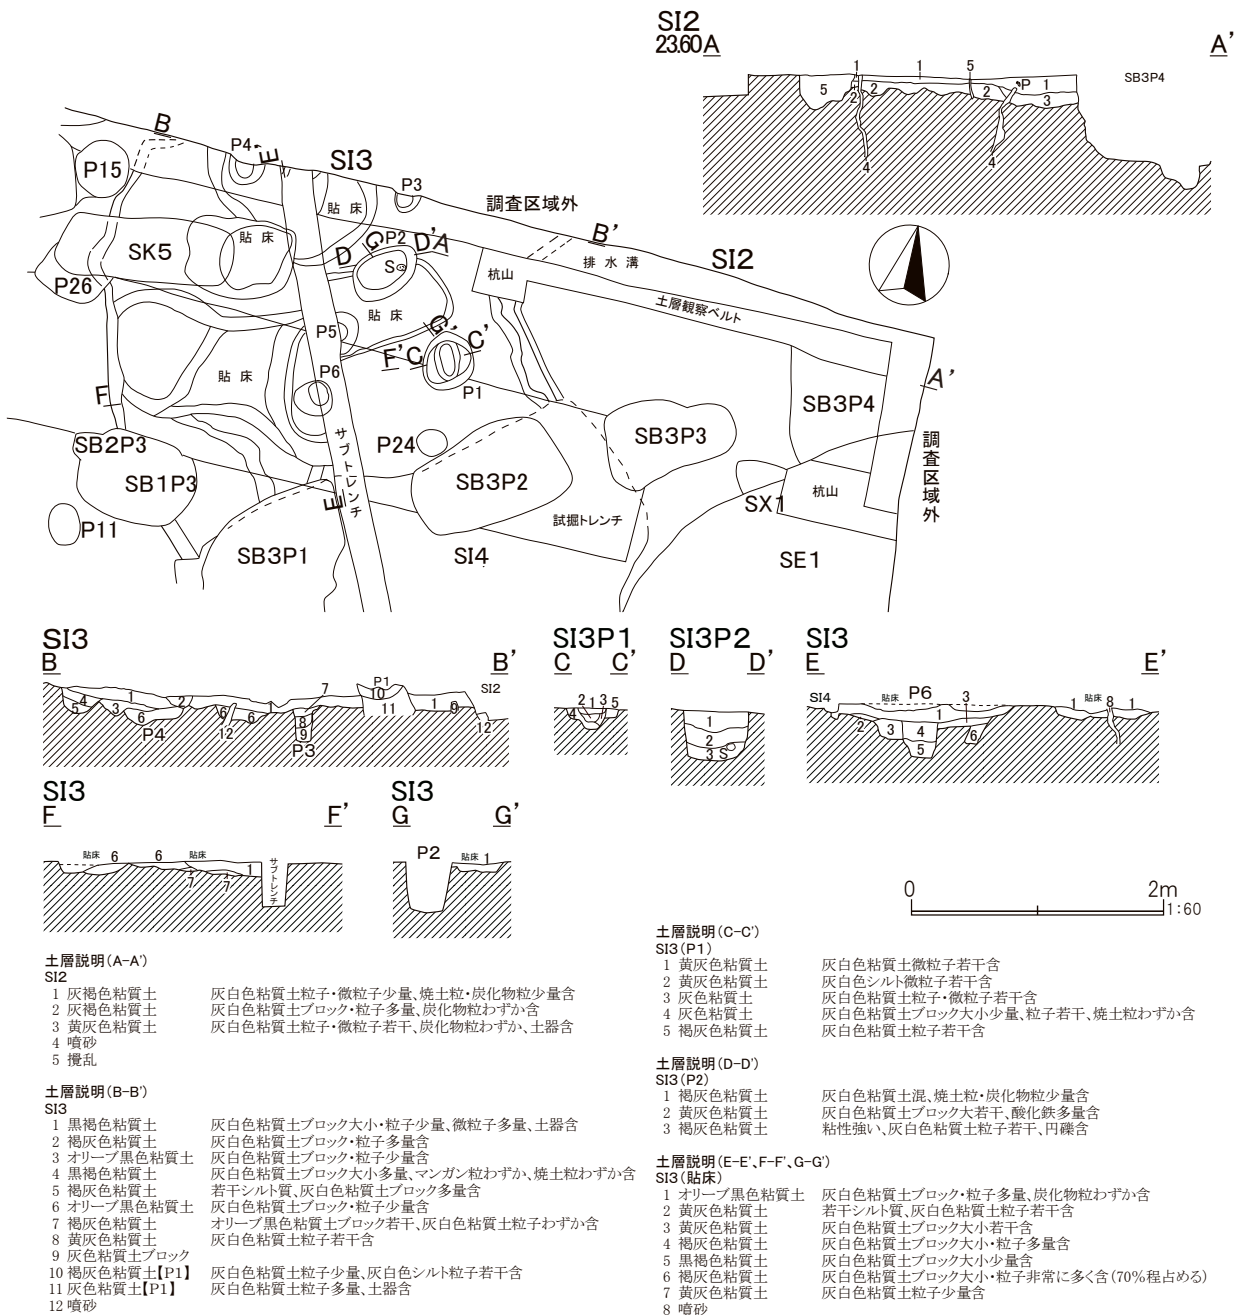 SI2
23.60 A A'
1 1 5
SB3P4
5 2 2 2 P 1 3
4 4
B
P4
E
SI3
P15
P3
調査区域外
貼床
B'
SK5
貼床
D G P2 D' A
S
排水溝
SI2
P26
杭山
土層観察ベルト
貼床
P5
G' C'
F' C
P1
A'
P6
貼床
F
SB3P4
SB3P3
サブトレンチ
P24
SB2P3
SB1P3
SB3P2
調査区域外
E
杭山
SX1
P11
試掘トレンチ
SB3P1
SI4
SE1
SI3
B B'
P1
7
SI2
4 1 2 10
5 3 6 6 6 1 8 11 1 9
P4 12 9 12
P3
SI3P1
C C'
2 1 3 5
4
SI3P2
D D'
1
2
3 S
SI3
E E'
SI4 貼床 P6 3 貼床 8
1 1 1
2 3 4 6
5
SI3
F F'
貼床 6 6 貼床
1
7 7
サブトレンチ
SI3
G G'
P2 貼床 1
0 2m
1:60
土層説明(A-A')
SI2
1 灰褐色粘質土 灰白色粘質土粒子・微粒子少量、焼土粒・炭化物粒少量含
2 灰褐色粘質土 灰白色粘質土ブロック・粒子多量、炭化物粒わずか含
3 黄灰色粘質土 灰白色粘質土粒子・微粒子若干、炭化物粒わずか、土器含
4 噴砂
5 攪乱
土層説明(B-B')
SI3
1 黒褐色粘質土 灰白色粘質土ブロック大小・粒子少量、微粒子多量、土器含
2 褐灰色粘質土 灰白色粘質土ブロック・粒子多量含
3 オリーブ黒色粘質土 灰白色粘質土ブロック・粒子少量含
4 黒褐色粘質土 灰白色粘質土ブロック大小多量、マンガン粒わずか、焼土粒わずか含
5 褐灰色粘質土 若干シルト質、灰白色粘質土ブロック多量含
6 オリーブ黒色粘質土 灰白色粘質土ブロック・粒子少量含
7 褐灰色粘質土 オリーブ黒色粘質土ブロック若干、灰白色粘質土粒子わずか含
8 黄灰色粘質土 灰白色粘質土粒子若干含
9 灰色粘質土ブロック
10 褐灰色粘質土【P1】 灰白色粘質土粒子少量、灰白色シルト粒子若干含
11 灰色粘質土【P1】 灰白色粘質土粒子多量、土器含
12 噴砂
土層説明(C-C')
SI3(P1)
1 黄灰色粘質土 灰白色粘質土微粒子若干含
2 黄灰色粘質土 灰白色シルト微粒子若干含
3 灰色粘質土 灰白色粘質土粒子・微粒子若干含
4 灰色粘質土 灰白色粘質土ブロック大小少量、粒子若干、焼土粒わずか含
5 褐灰色粘質土 灰白色粘質土粒子若干含
土層説明(D-D')
SI3(P2)
1 褐灰色粘質土 灰白色粘質土混、焼土粒・炭化物粒少量含
2 黄灰色粘質土 灰白色粘質土ブロック大若干、酸化鉄多量含
3 褐灰色粘質土 粘性強い、灰白色粘質土粒子若干、円礫含
土層説明(E-E'、F-F'、G-G')
SI3(貼床)
1 オリーブ黒色粘質土 灰白色粘質土ブロック・粒子多量、炭化物粒わずか含
2 黄灰色粘質土 若干シルト質、灰白色粘質土粒子若干含
3 黄灰色粘質土 灰白色粘質土ブロック大小若干含
4 褐灰色粘質土 灰白色粘質土ブロック大小・粒子多量含
5 黒褐色粘質土 灰白色粘質土ブロック大小少量含
6 褐灰色粘質土 灰白色粘質土ブロック大小・粒子非常に多く含(70%程占める)
7 黄灰色粘質土 灰白色粘質土粒子少量含
8 噴砂